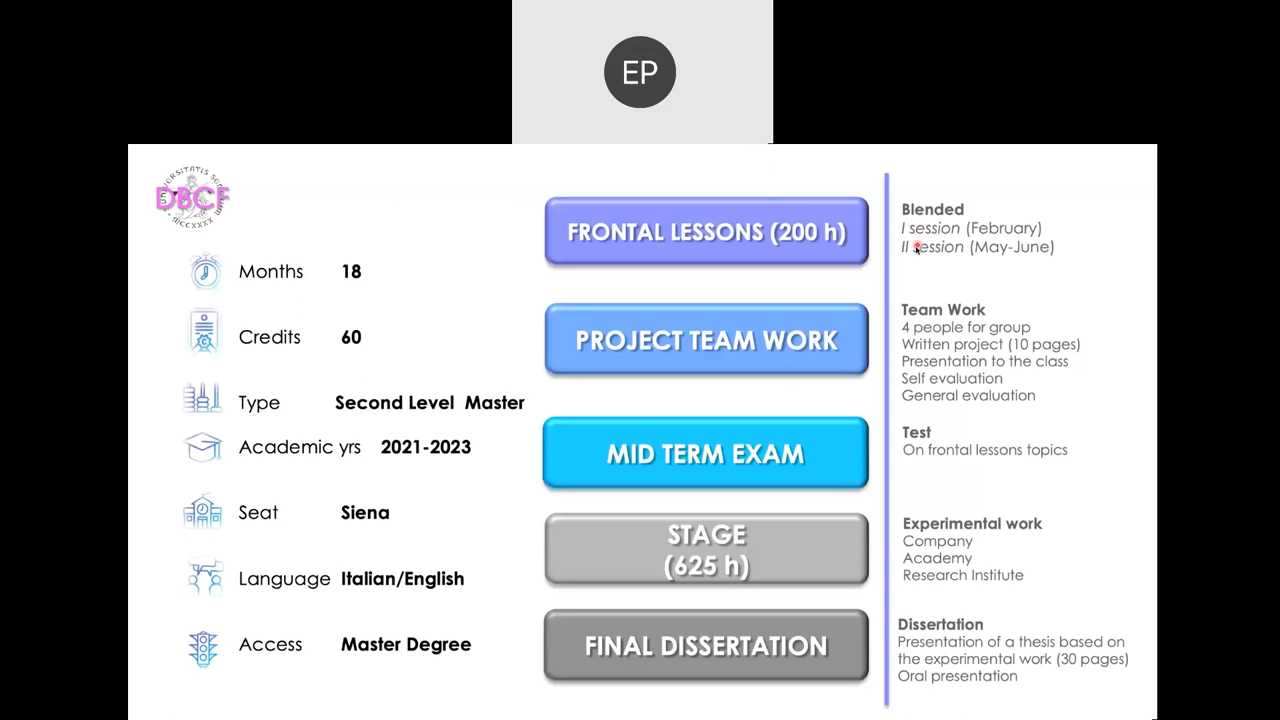 EP
DBCF
MCCXXXX
Months 18
Credits 60
Type Second Level Master
Academic yrs 2021-2023
Seat Siena
Language Italian/English
Access Master Degree
FRONTAL LESSONS (200 h)
PROJECT TEAM WORK
MID TERM EXAM
STAGE
(625 h)
FINAL DISSERTATION
Blended
I session (February)
II session (May-June)
Team Work
4 people for group
Written project (10 pages)
Presentation to the class
Self evaluation
General evaluation
Test
On frontal lessons topics
Experimental work
Company
Academy
Research Institute
Dissertation
Presentation of a thesis based on
the experimental work (30 pages)
Oral presentation